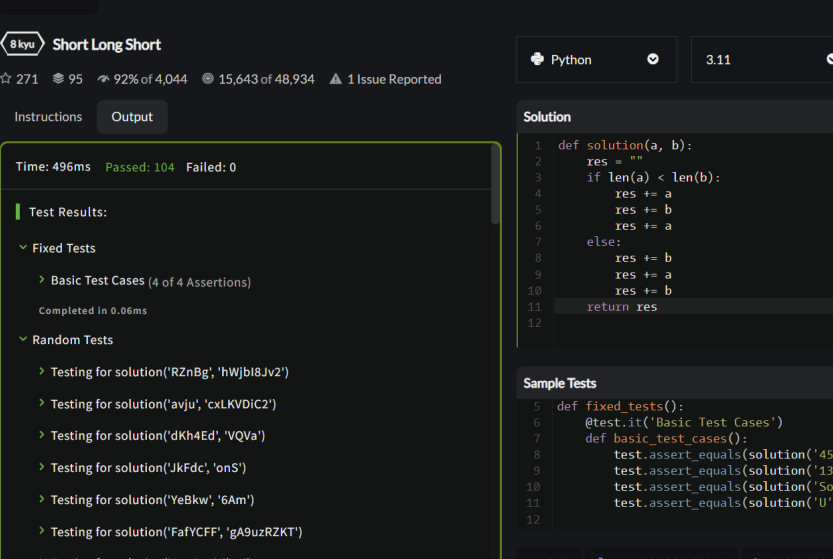 8 kyu Short Long Short
271 95 92% of 4,044 15,643 of 48,934 1 Issue Reported
Instructions Output
Time: 496ms Passed: 104 Failed: 0
Test Results:
Fixed Tests
Basic Test Cases (4 of 4 Assertions)
Completed in 0.06ms
Random Tests
Testing for solution('RZnBg', 'hWjbI8Jv2')
Testing for solution('avju', 'cxLKVDiC2')
Testing for solution('dKh4Ed', 'VQVa')
Testing for solution('JkFdc', 'onS')
Testing for solution('YeBkw', '6Am')
Testing for solution('FafYCFF', 'gA9uzRZKT')
Python 3.11
Solution
1 def solution(a, b):
2 res = ""
3 if len(a) < len(b):
4 res += a
5 res += b
6 res += a
7 else:
8 res += b
9 res += a
10 res += b
11 return res
12
Sample Tests
5 def fixed_tests():
6 @test.it('Basic Test Cases')
7 def basic_test_cases():
8 test.assert_equals(solution('45
9 test.assert_equals(solution('13
10 test.assert_equals(solution('So
11 test.assert_equals(solution('U'
12